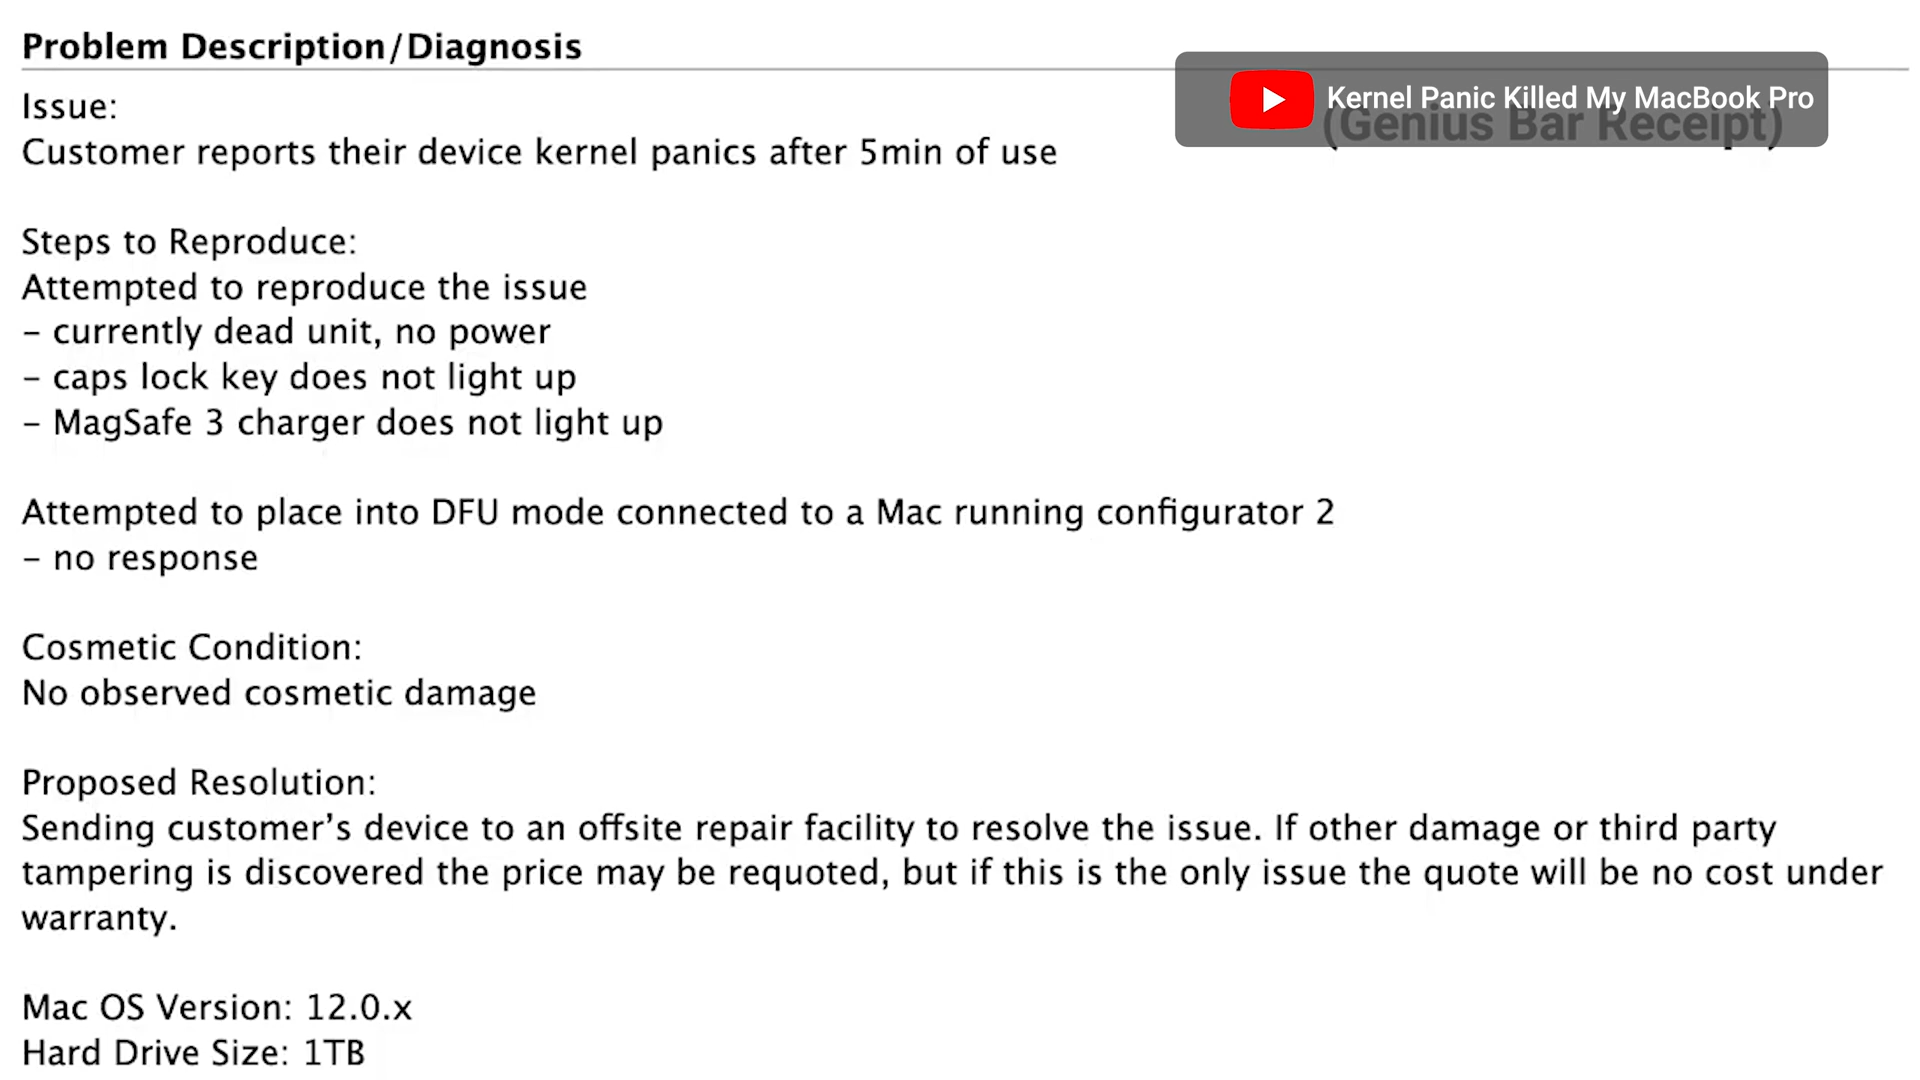 Problem Description/Diagnosis
Kernel Panic Killed My MacBook Pro
(Genius Bar Receipt)
Issue:
Customer reports their device kernel panics after 5min of use
Steps to Reproduce:
Attempted to reproduce the issue
– currently dead unit, no power
– caps lock key does not light up
– MagSafe 3 charger does not light up
Attempted to place into DFU mode connected to a Mac running configurator 2
– no response
Cosmetic Condition:
No observed cosmetic damage
Proposed Resolution:
Sending customer’s device to an offsite repair facility to resolve the issue. If other damage or third party
tampering is discovered the price may be requoted, but if this is the only issue the quote will be no cost under
warranty.
Mac OS Version: 12.0.x
Hard Drive Size: 1TB